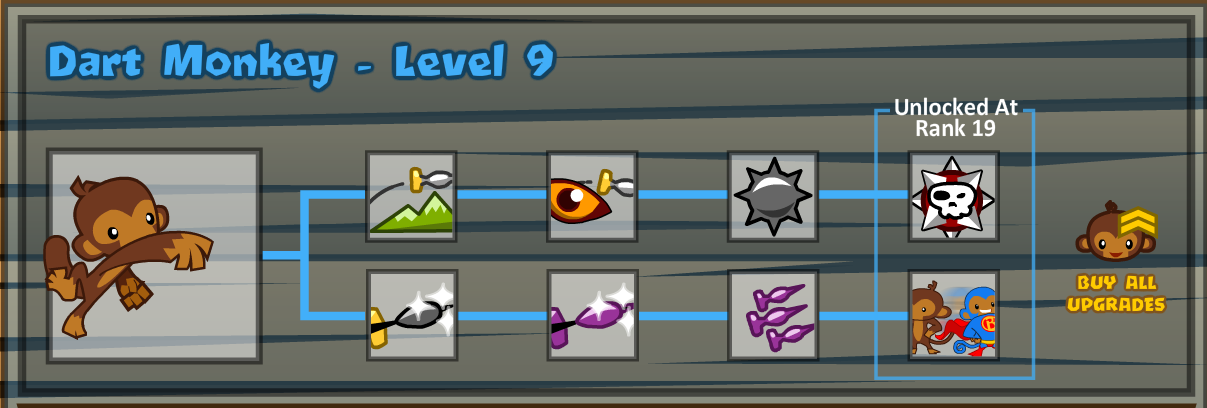 Dart Monkey - Level 9
Unlocked At
Rank 19
BUY ALL
UPGRADES